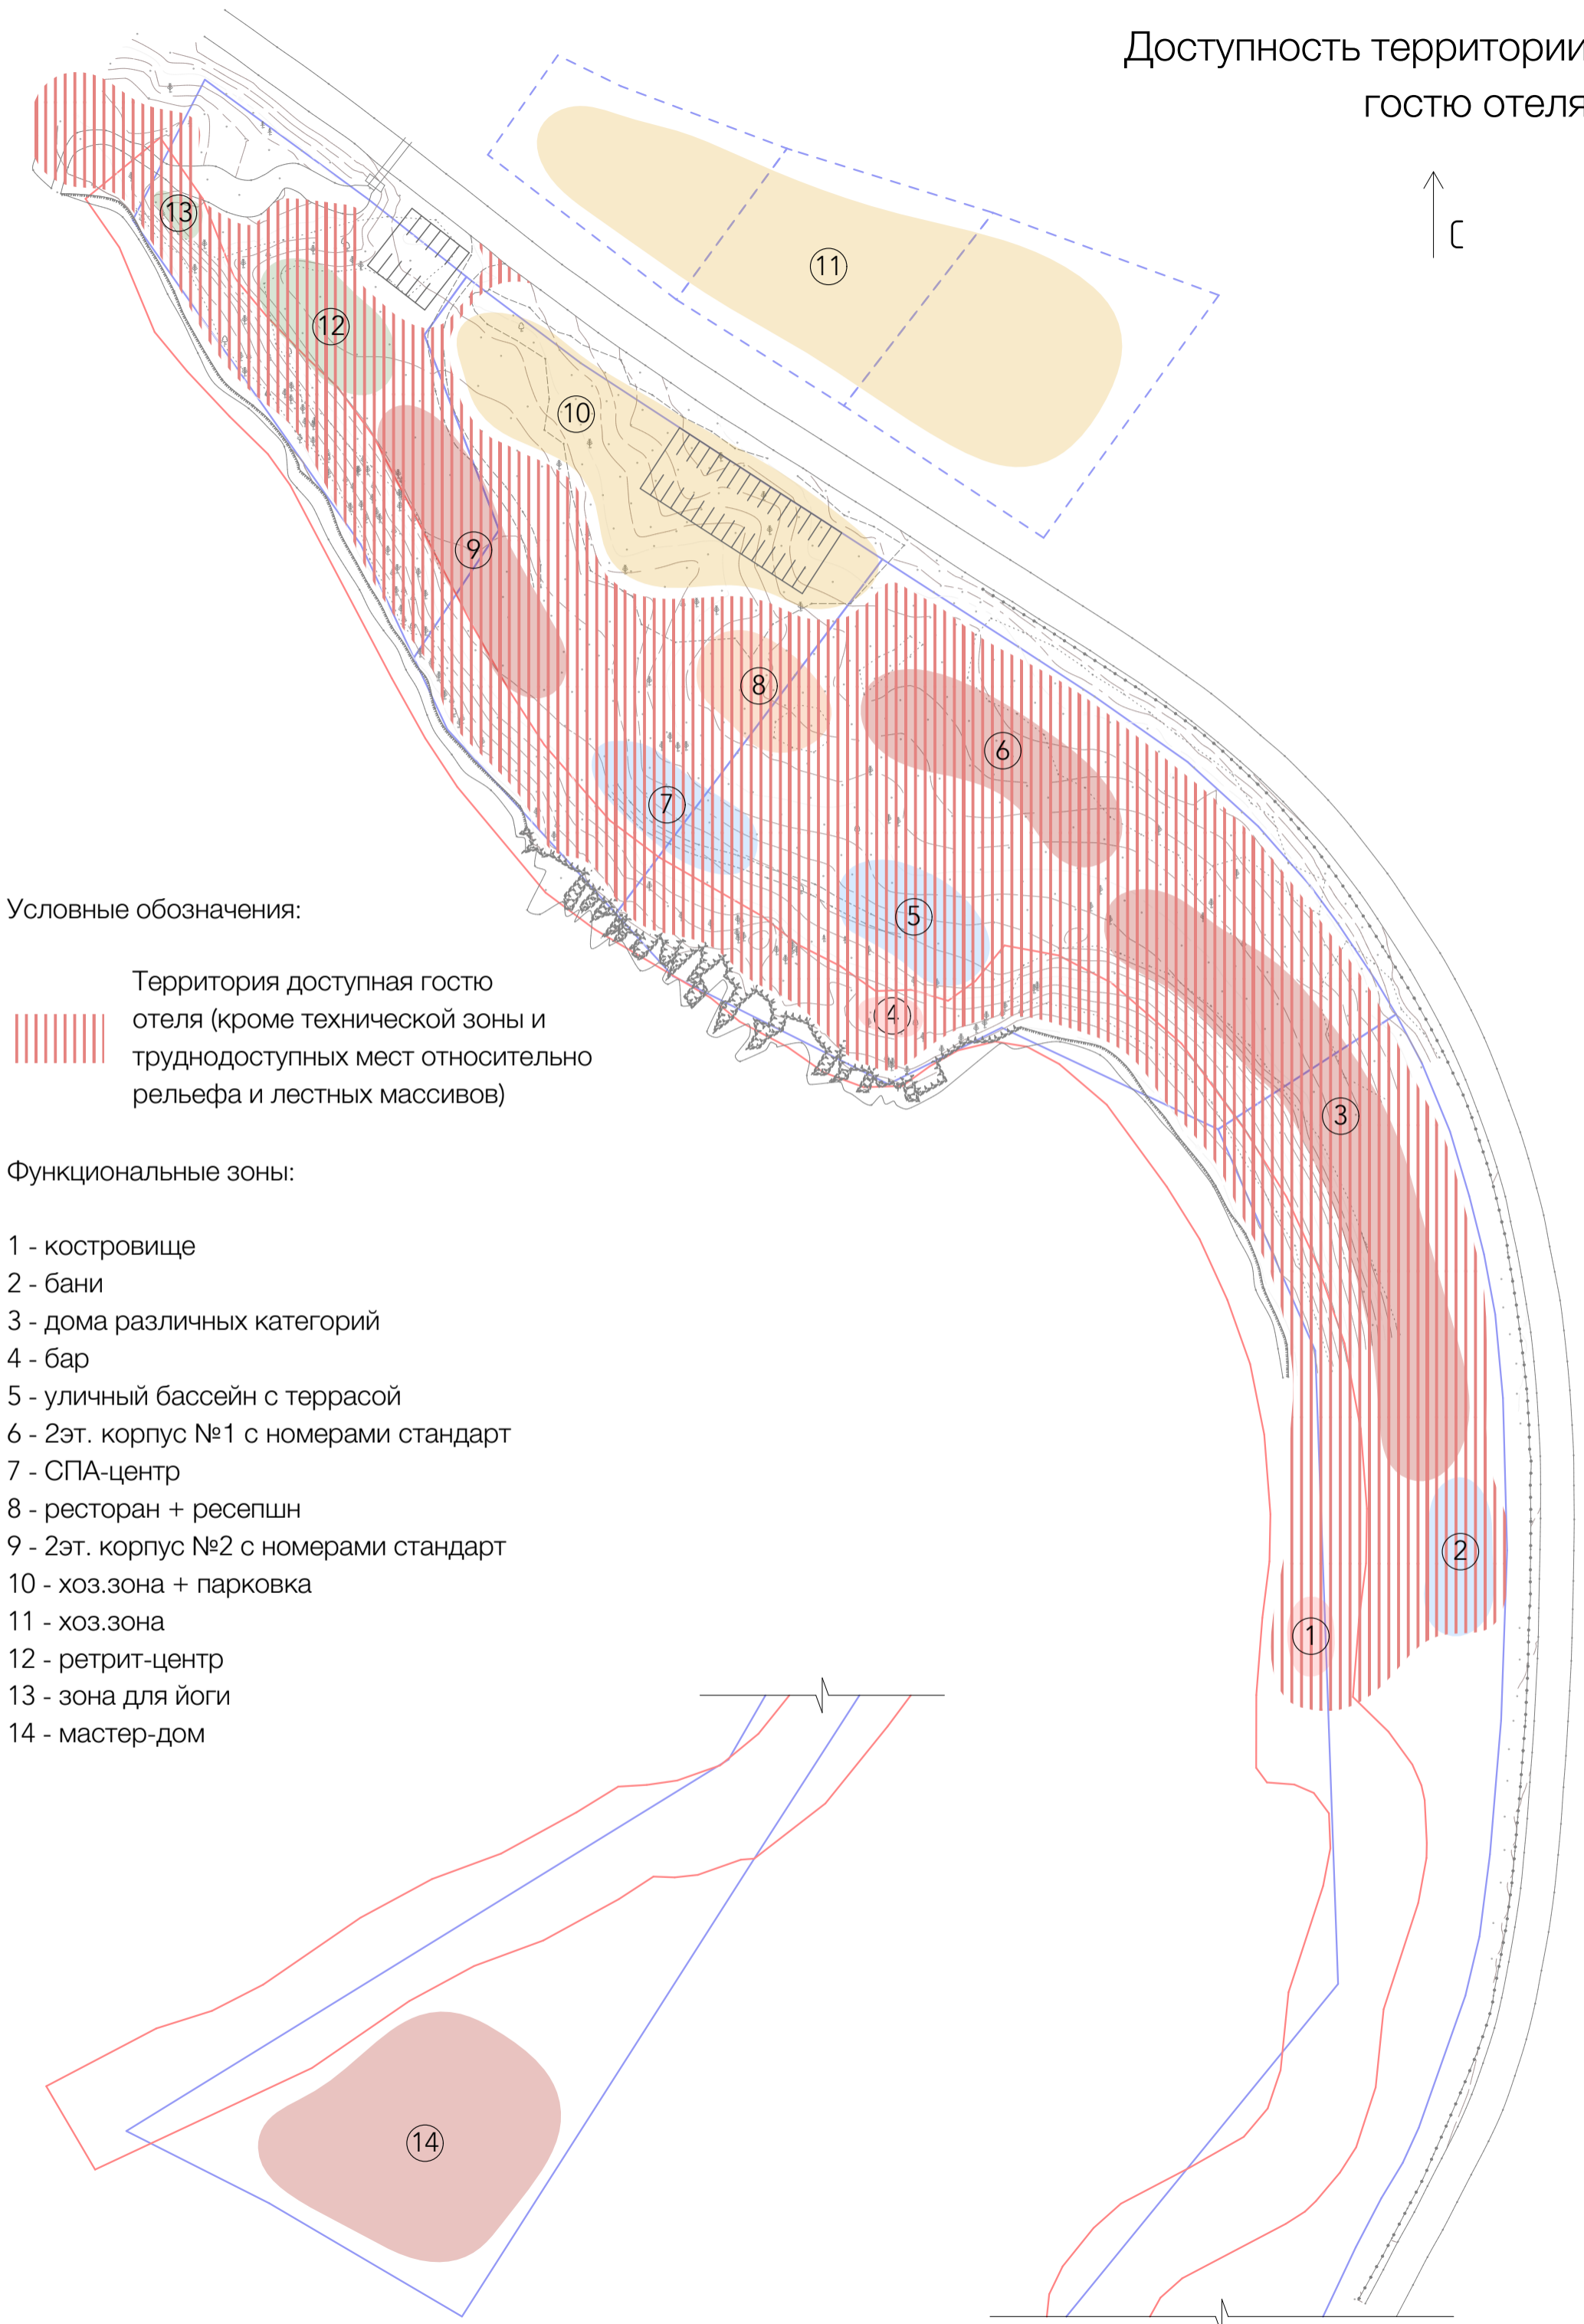 Доступность территории
гостю отеля
С
11
13
12
10
9
8
6
7
5
4
3
2
1
14
Условные обозначения:
Территория доступная гостю
отеля (кроме технической зоны и
труднодоступных мест относительно
рельефа и лестных массивов)
Функциональные зоны:
1 - костровище
2 - бани
3 - дома различных категорий
4 - бар
5 - уличный бассейн с террасой
6 - 2эт. корпус №1 с номерами стандарт
7 - СПА-центр
8 - ресторан + ресепшн
9 - 2эт. корпус №2 с номерами стандарт
10 - хоз.зона + парковка
11 - хоз.зона
12 - ретрит-центр
13 - зона для йоги
14 - мастер-дом